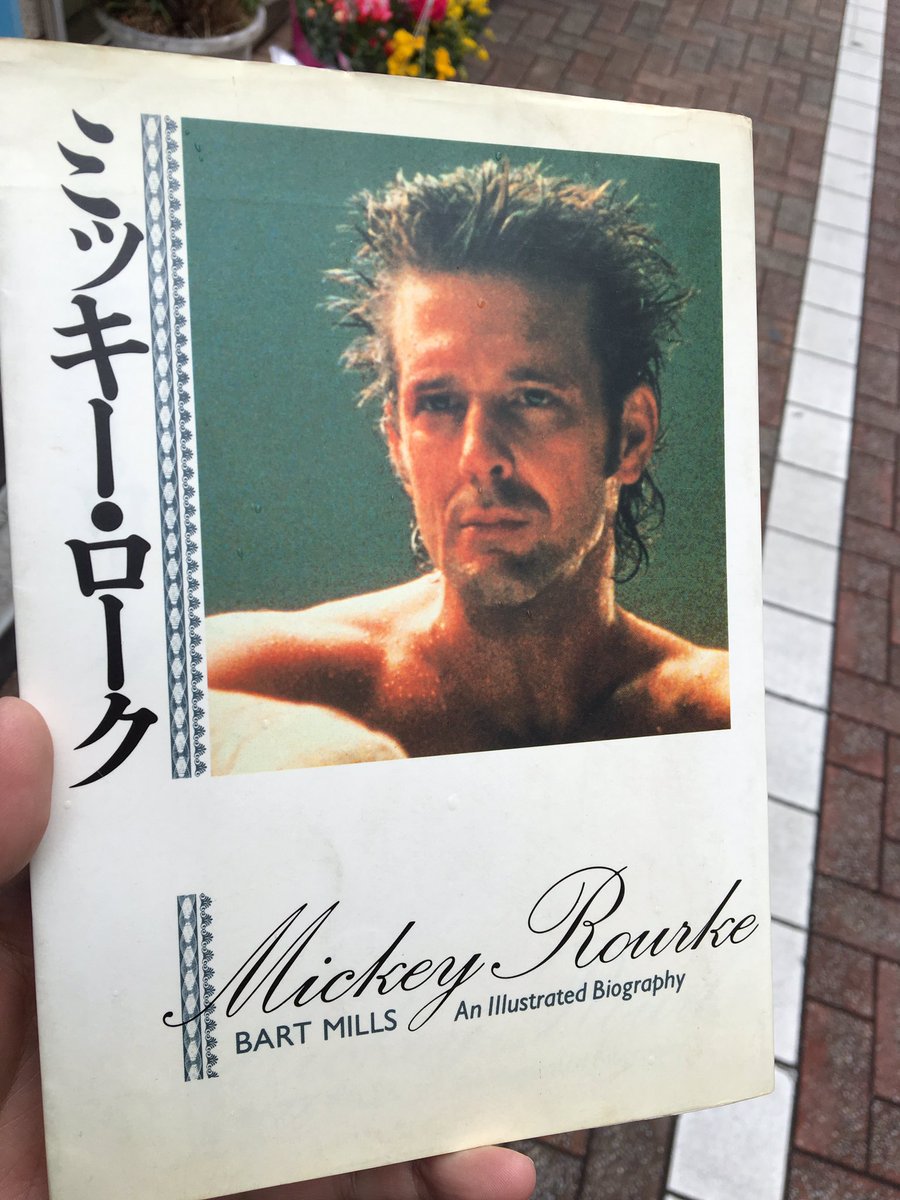 ミッキー・ローク
Mickey Rourke
BART MILLS An Illustrated Biography